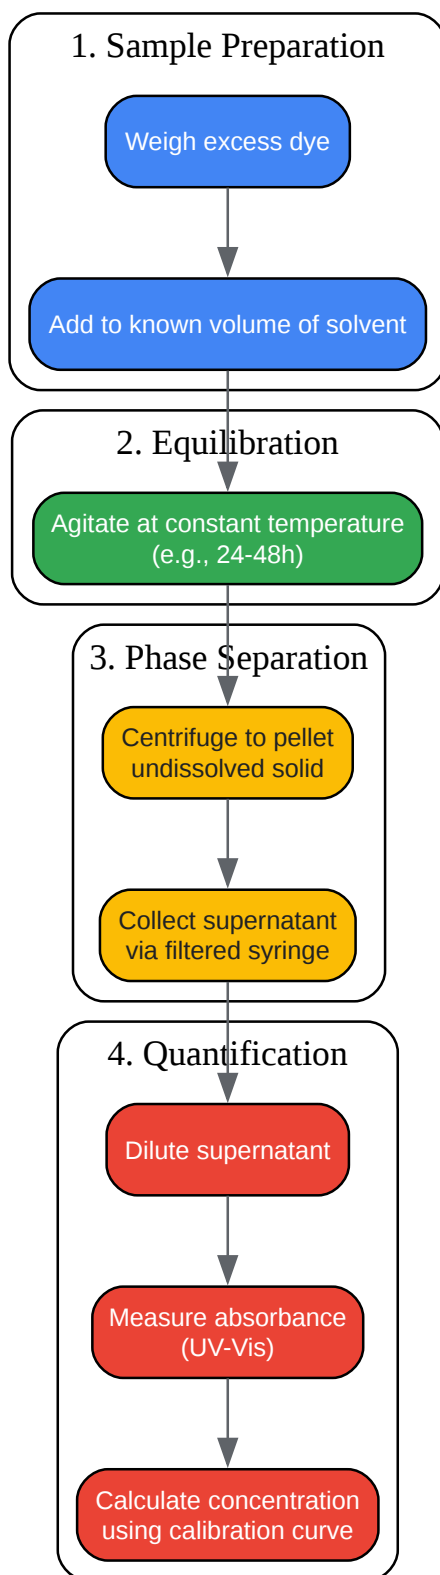 1. Sample Preparation
Weigh excess dye
Add to known volume of solvent
2. Equilibration
Agitate at constant temperature
(e.g., 24-48h)
3. Phase Separation
Centrifuge to pellet
undissolved solid
Collect supernatant
via filtered syringe
4. Quantification
Dilute supernatant
Measure absorbance
(UV-Vis)
Calculate concentration
using calibration curve